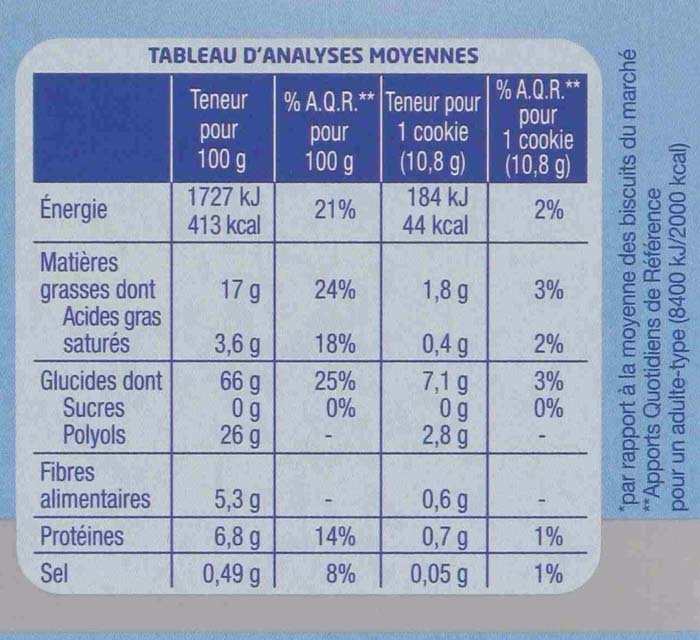 TABLEAU D'ANALYSES MOYENNES
Teneur pour 100 g | % A.Q.R.** pour 100 g | Teneur pour 1 cookie (10,8 g) | % A.Q.R.** pour 1 cookie (10,8 g)
Énergie 1727 kJ 413 kcal 21% 184 kJ 44 kcal 2%
Matières
grasses dont 17 g 24% 1,8 g 3%
Acides gras
saturés 3,6 g 18% 0,4 g 2%
Glucides dont 66 g 25% 7,1 g 3%
Sucres 0 g 0% 0 g 0%
Polyols 26 g - 2,8 g -
Fibres
alimentaires 5,3 g - 0,6 g -
Protéines 6,8 g 14% 0,7 g 1%
Sel 0,49 g 8% 0,05 g 1%
*par rapport à la moyenne des biscuits du marché
**Apports Quotidiens de Référence
pour un adulte-type (8400 kJ/2000 kcal)